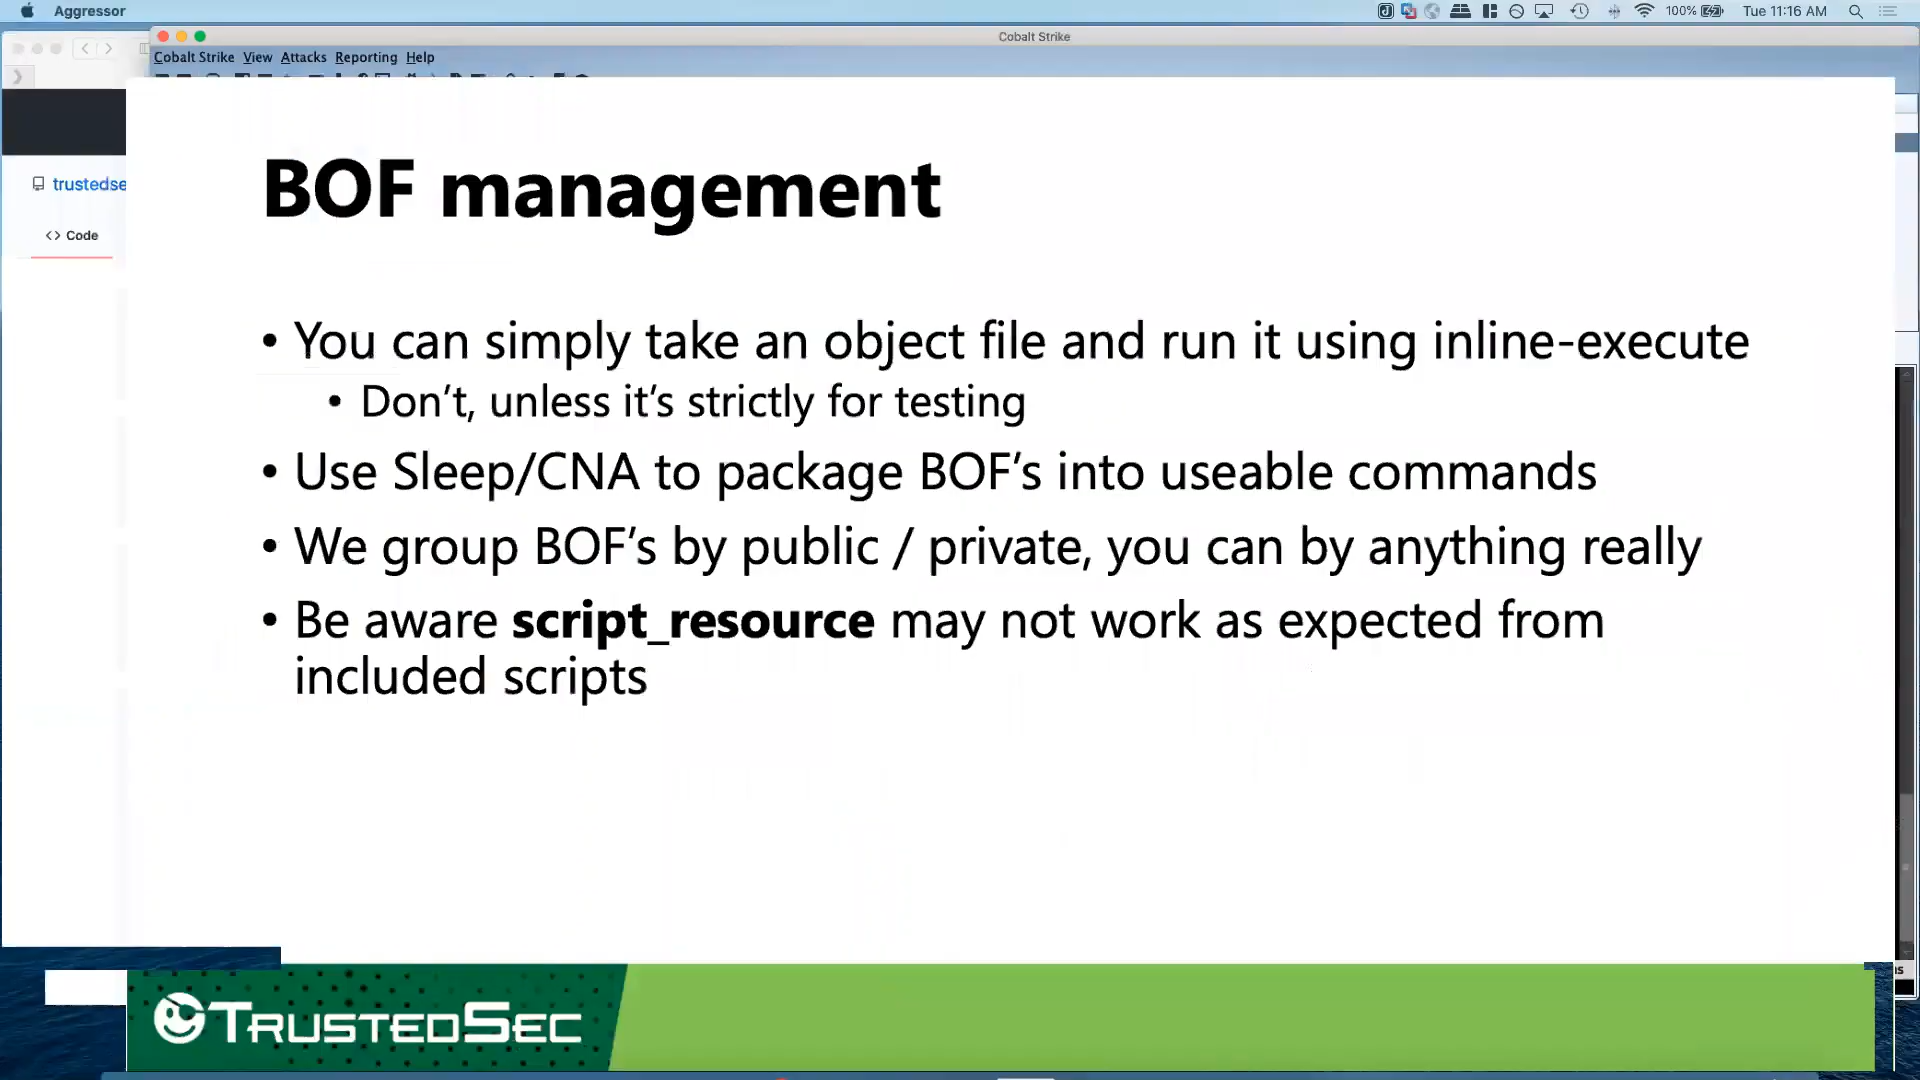 Aggressor
100%
Tue 11:16 AM
Cobalt Strike
Cobalt Strike View Attacks Reporting Help
trustedse
<> Code
BOF management
• You can simply take an object file and run it using inline-execute
• Don’t, unless it’s strictly for testing
• Use Sleep/CNA to package BOF’s into useable commands
• We group BOF’s by public / private, you can by anything really
• Be aware script_resource may not work as expected from
included scripts
TRUSTEDSEC